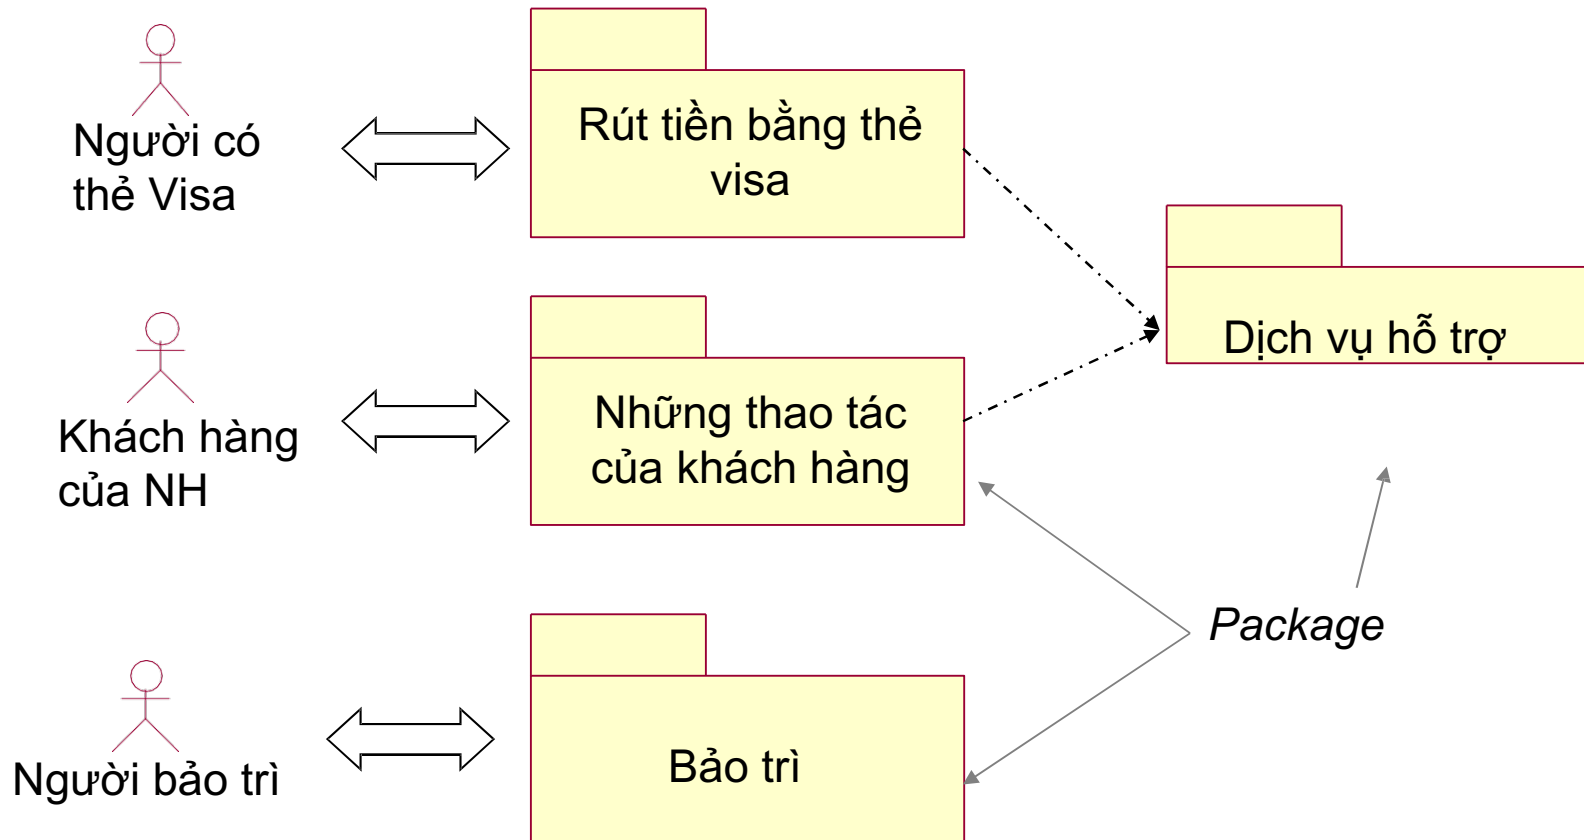 Người có
thẻ Visa
Rút tiền bằng thẻ
visa
Dịch vụ hỗ trợ
Khách hàng
của NH
Những thao tác
của khách hàng
Package
Người bảo trì
Bảo trì